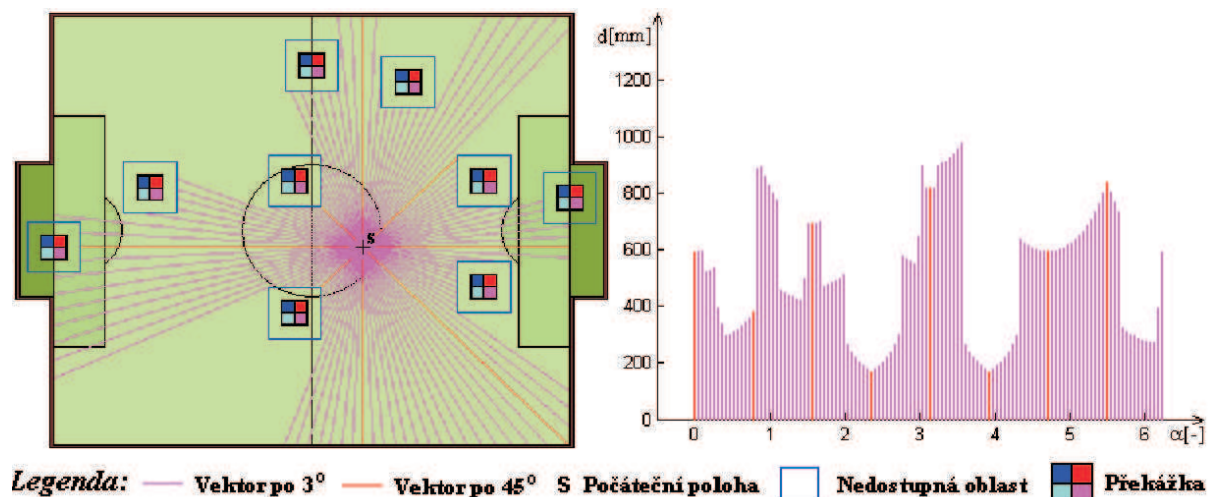 d[mm]
1200
1000
800
600
400
200
0
0 1 2 3 4 5 6 α[-]
S
Legenda: Vektor po 3° Vektor po 45° S Počáteční poloha Nedostupná oblast Překážka